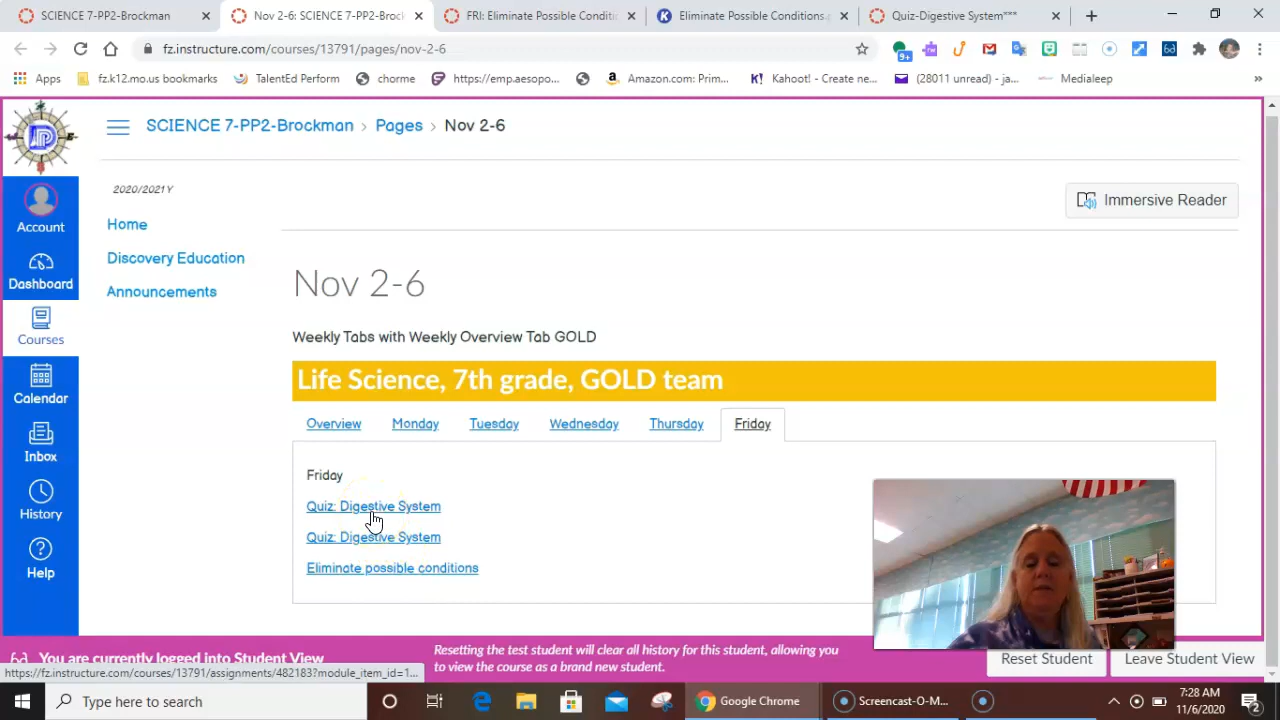 SCIENCE 7-PP2-Brockman
Nov 2-6: SCIENCE 7-PP2-Brock
FRI: Eliminate Possible Conditi
Eliminate Possible Conditions
Quiz-Digestive System***
fz.instructure.com/courses/13791/pages/nov-2-6
9+
Apps
fz.k12.mo.us bookmarks
TalentEd Perform
chorme
https://emp.aesopo...
Amazon.com: Prim...
Kahoot! - Create ne...
(28011 unread) - ja...
Medialeep
SCIENCE 7-PP2-Brockman > Pages > Nov 2-6
2020/2021Y
Immersive Reader
Account
Dashboard
Courses
Calendar
Inbox
History
Help
Home
Discovery Education
Announcements
Nov 2-6
Weekly Tabs with Weekly Overview Tab GOLD
Life Science, 7th grade, GOLD team
Overview Monday Tuesday Wednesday Thursday Friday
Friday
Quiz: Digestive System
Quiz: Digestive System
Eliminate possible conditions
You are currently logged into Student View
Resetting the test student will clear all history for this student, allowing you
to view the course as a brand new student.
Reset Student
Leave Student View
https://fz.instructure.com/courses/13791/assignments/482183?module_item_id=1...
Type here to search
Google Chrome
Screencast-O-M...
7:28 AM
11/6/2020
2